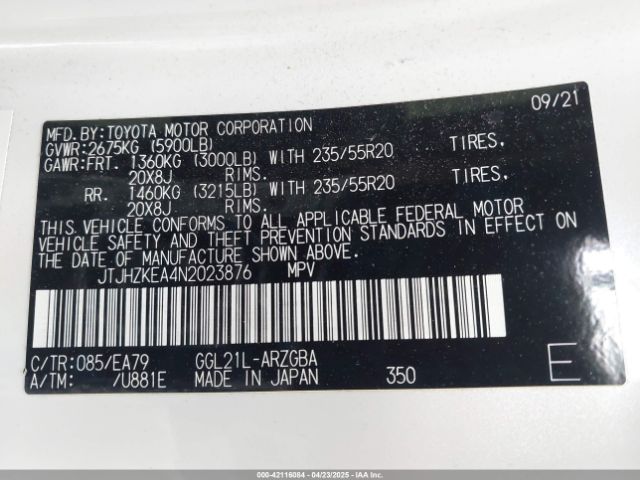 09/21
MFD.BY:TOYOTA MOTOR CORPORATION
GVWR:2675KG (5900LB)
GAWR:FRT. 1360KG (3000LB) WITH 235/55R20 TIRES.
20X8J RIMS.
RR. 1460KG (3215LB) WITH 235/55R20 TIRES.
20X8J RIMS.
THIS VEHICLE CONFORMS TO ALL APPLICABLE FEDERAL MOTOR
VEHICLE SAFETY AND THEFT PREVENTION STANDARDS IN EFFECT ON
THE DATE OF MANUFACTURE SHOWN ABOVE.
JTJHZKEA4N2023876 MPV
C/TR:085/EA79 GGL21L-ARZGBA
A/TM: /U881E MADE IN JAPAN 350 E
000-42116084 - 04/23/2025 - IAAI.COM